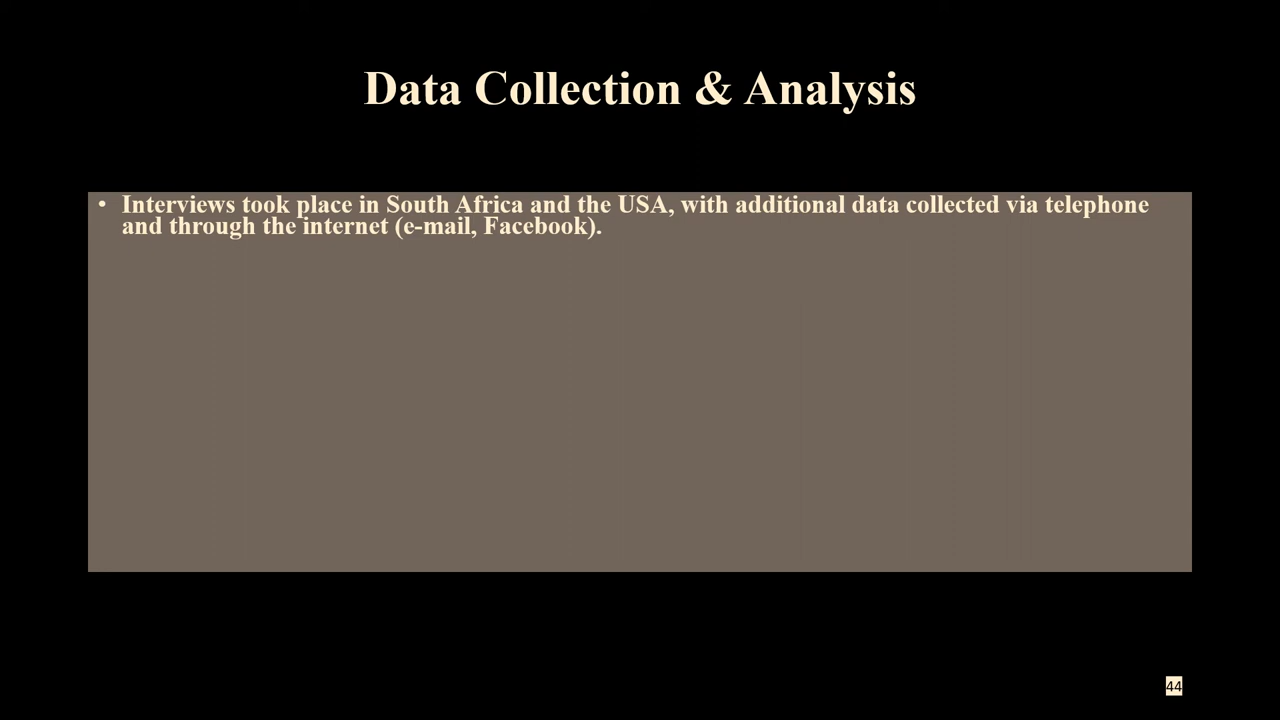 Data Collection & Analysis
• Interviews took place in South Africa and the USA, with additional data collected via telephone
and through the internet (e-mail, Facebook).
44